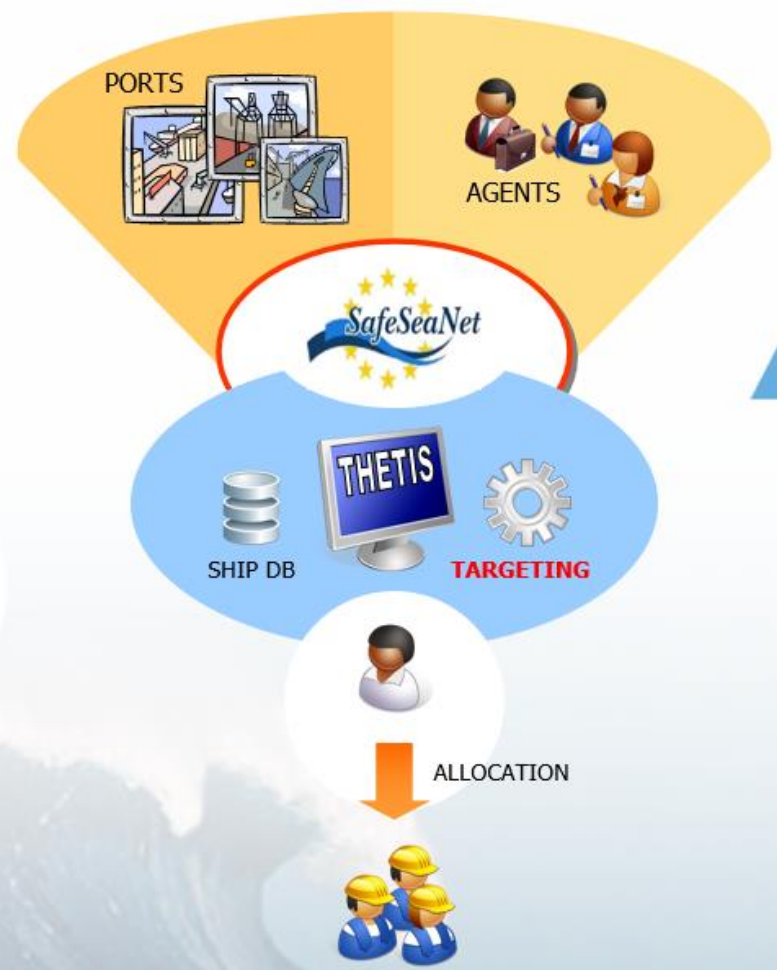 PORTS
AGENTS
SafeSeaNet
THETIS
SHIP DB
TARGETING
ALLOCATION